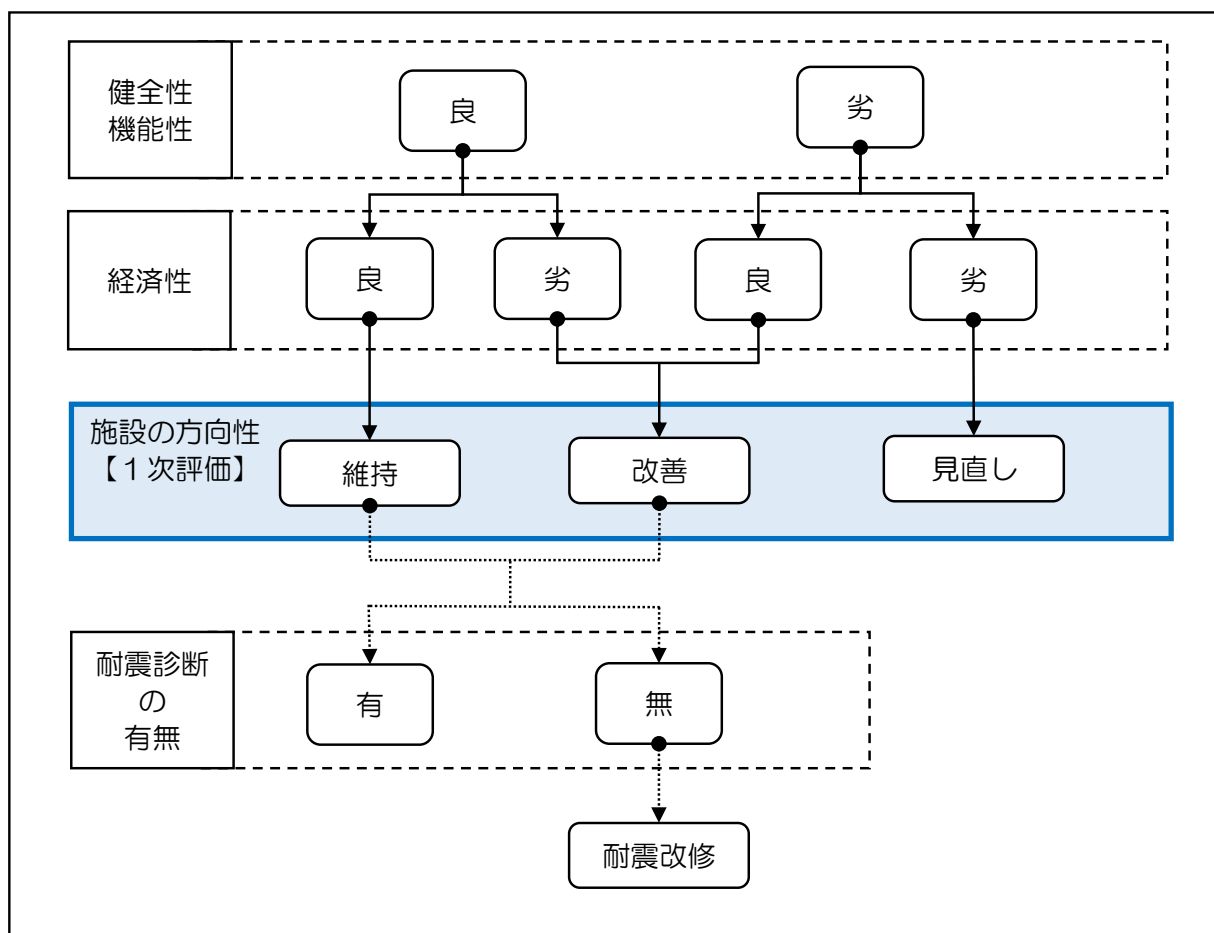 健全性
機能性
良
劣
経済性
良
劣
良
劣
施設の方向性
【１次評価】
維持
改善
見直し
耐震診断
の
有無
有
無
耐震改修